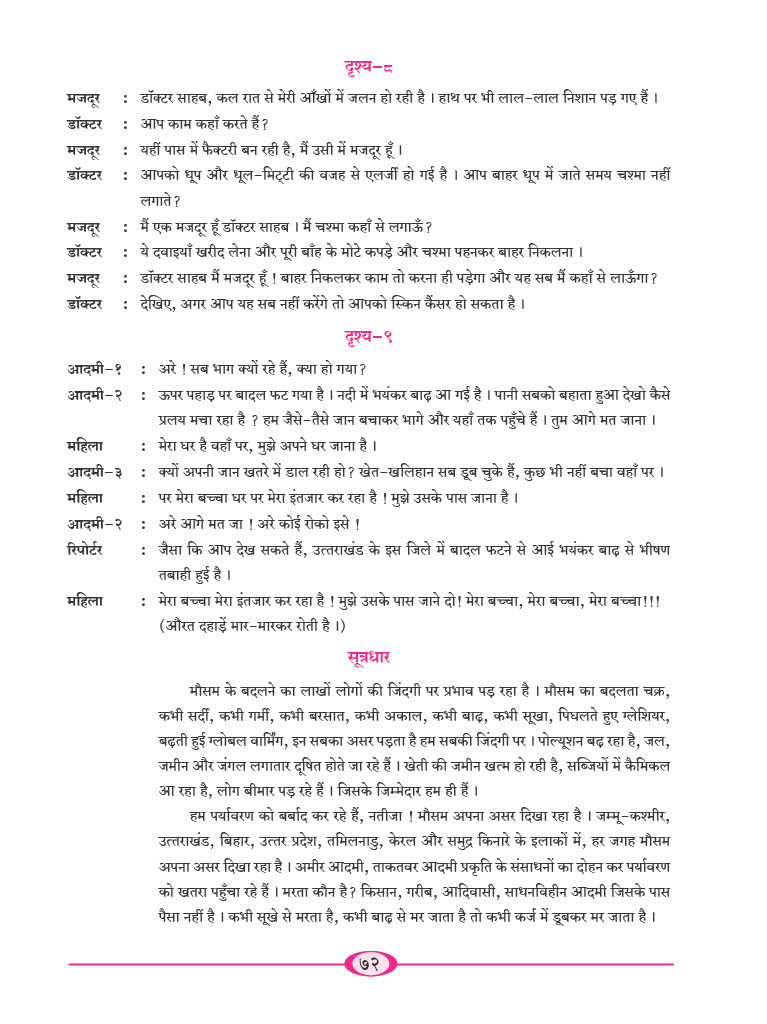 दृश्य-८
मजदूर : डॉक्टर साहब, कल रात से मेरी आँखों में जलन हो रही है । हाथ पर भी लाल-लाल निशान पड़ गए हैं ।
डॉक्टर : आप काम कहाँ करते हैं ?
मजदूर : यहीं पास में फैक्टरी बन रही है, मैं उसी में मजदूर हूँ ।
डॉक्टर : आपको धूप और धूल-मिट्टी की वजह से एलर्जी हो गई है । आप बाहर धूप में जाते समय चश्मा नहीं
लगाते ?
मजदूर : मैं एक मजदूर हूँ डॉक्टर साहब । मैं चश्मा कहाँ से लगाऊँ ?
डॉक्टर : ये दवाइयाँ खरीद लेना और पूरी बाँह के मोटे कपड़े और चश्मा पहनकर बाहर निकलना ।
मजदूर : डॉक्टर साहब मैं मजदूर हूँ ! बाहर निकलकर काम तो करना ही पड़ेगा और यह सब मैं कहाँ से लाऊँगा ?
डॉक्टर : देखिए, अगर आप यह सब नहीं करेंगे तो आपको स्किन कैंसर हो सकता है ।
दृश्य-९
आदमी-१ : अरे ! सब भाग क्यों रहे हैं, क्या हो गया ?
आदमी-२ : ऊपर पहाड़ पर बादल फट गया है । नदी में भयंकर बाढ़ आ गई है । पानी सबको बहाता हुआ देखो कैसे
प्रलय मचा रहा है ? हम जैसे-तैसे जान बचाकर भागे और यहाँ तक पहुँचे हैं । तुम आगे मत जाना ।
महिला : मेरा घर है वहाँ पर, मुझे अपने घर जाना है ।
आदमी-३ : क्यों अपनी जान खतरे में डाल रही हो ? खेत-खलिहान सब डूब चुके हैं, कुछ भी नहीं बचा वहाँ पर ।
महिला : पर मेरा बच्चा घर पर मेरा इंतजार कर रहा है ! मुझे उसके पास जाना है ।
आदमी-२ : अरे आगे मत जा ! अरे कोई रोको इसे !
रिपोर्टर : जैसा कि आप देख सकते हैं, उत्तराखंड के इस जिले में बादल फटने से आई भयंकर बाढ़ से भीषण
तबाही हुई है ।
महिला : मेरा बच्चा मेरा इंतजार कर रहा है ! मुझे उसके पास जाने दो! मेरा बच्चा, मेरा बच्चा, मेरा बच्चा!!!
(औरत दहाड़ें मार-मारकर रोती है ।)
सूत्रधार
मौसम के बदलने का लाखों लोगों की जिंदगी पर प्रभाव पड़ रहा है । मौसम का बदलता चक्र,
कभी सर्दी, कभी गर्मी, कभी बरसात, कभी अकाल, कभी बाढ़, कभी सूखा, पिघलते हुए ग्लेशियर,
बढ़ती हुई ग्लोबल वार्मिंग, इन सबका असर पड़ता है हम सबकी जिंदगी पर । पोल्यूशन बढ़ रहा है, जल,
जमीन और जंगल लगातार दूषित होते जा रहे हैं । खेती की जमीन खत्म हो रही है, सब्जियों में कैमिकल
आ रहा है, लोग बीमार पड़ रहे हैं । जिसके जिम्मेदार हम ही हैं ।
हम पर्यावरण को बर्बाद कर रहे हैं, नतीजा ! मौसम अपना असर दिखा रहा है । जम्मू-कश्मीर,
उत्तराखंड, बिहार, उत्तर प्रदेश, तमिलनाडु, केरल और समुद्र किनारे के इलाकों में, हर जगह मौसम
अपना असर दिखा रहा है । अमीर आदमी, ताकतवर आदमी प्रकृति के संसाधनों का दोहन कर पर्यावरण
को खतरा पहुँचा रहे हैं । मरता कौन है ? किसान, गरीब, आदिवासी, साधनविहीन आदमी जिसके पास
पैसा नहीं है । कभी सूखे से मरता है, कभी बाढ़ से मर जाता है तो कभी कर्ज में डूबकर मर जाता है ।
७२